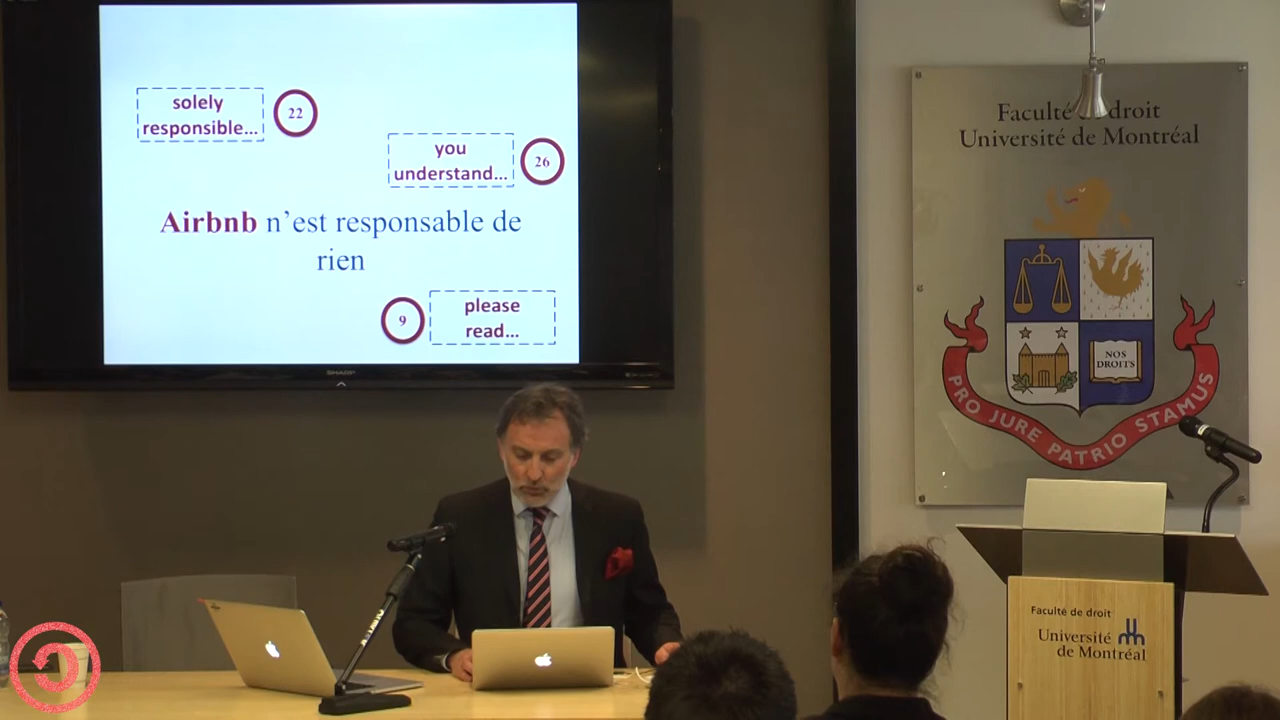 solely
responsible...
22
you
understand...
26
Airbnb n'est responsable de
rien
9
please
read...
SHARP
Faculté de droit
Université de Montréal
NOS
DROITS
PRO JURE PATRIO STAMUS
Faculté de droit
Université
de Montréal